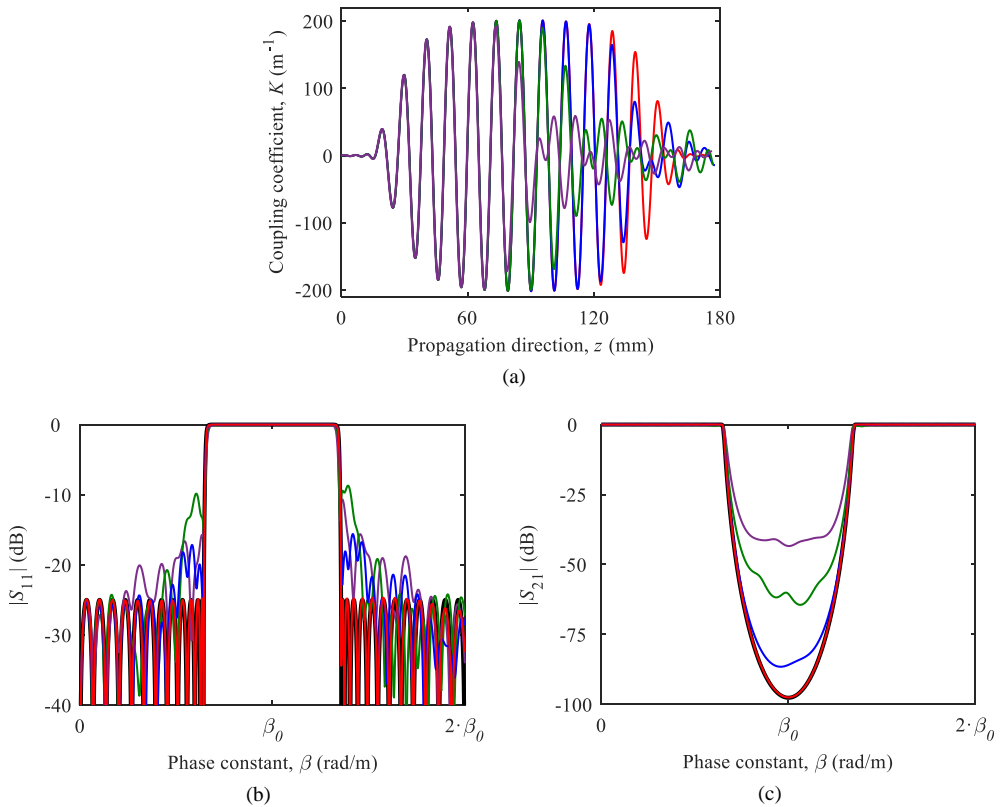 200
100
0
-100
-200
Coupling coefficient, K (m⁻¹)
0 60 120 180
Propagation direction, z (mm)
(a)
0
-10
-20
-30
-40
|S₁₁| (dB)
0 β₀ 2·β₀
Phase constant, β (rad/m)
(b)
0
-25
-50
-75
-100
|S₂₁| (dB)
0 β₀ 2·β₀
Phase constant, β (rad/m)
(c)